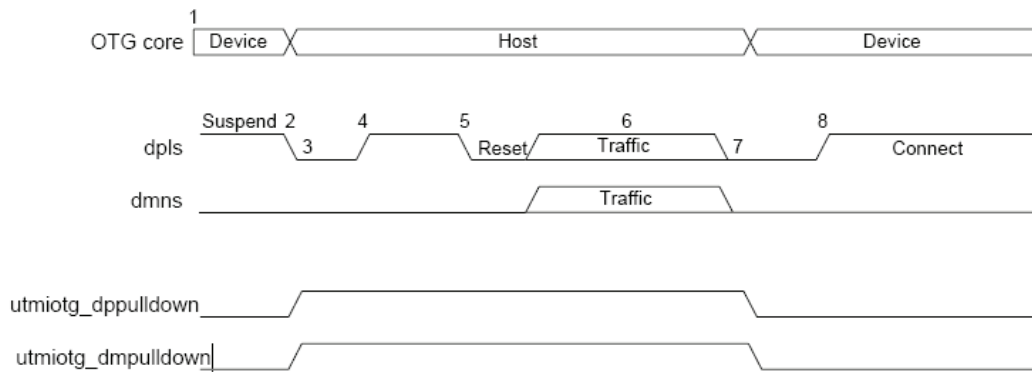 1
OTG core Device Host Device
Suspend 2 4 5 6 8
dpls 3 Reset Traffic 7 Connect
dmns Traffic
utmiotg_dppulldown
utmiotg_dmpulldown